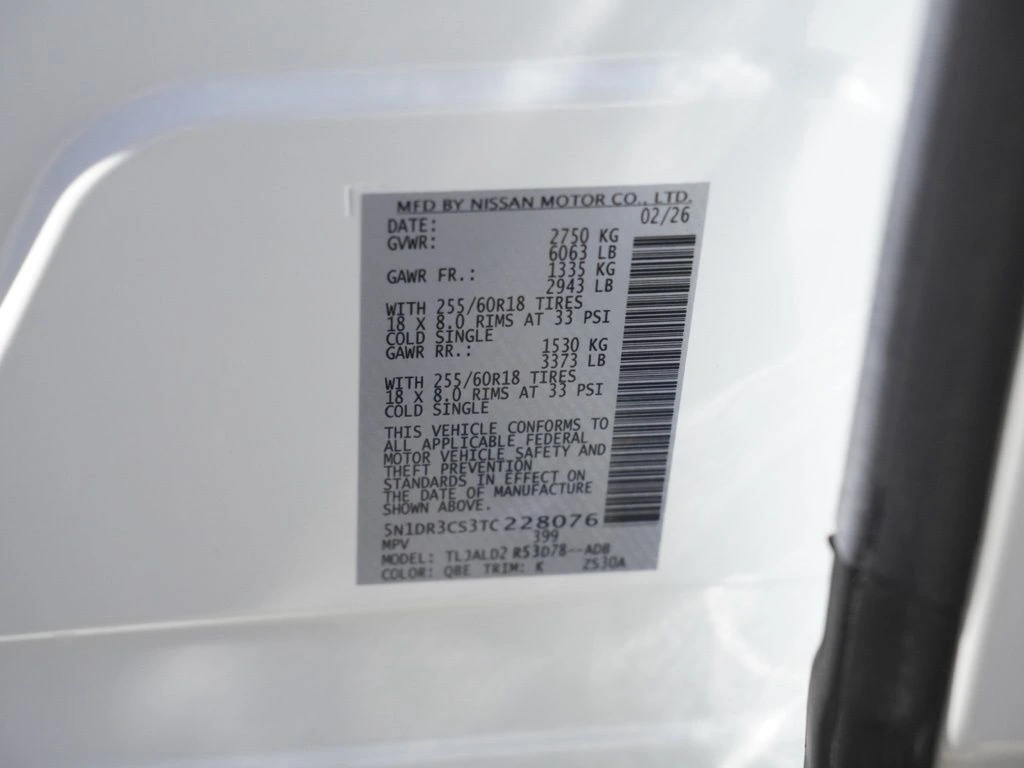 MFD BY NISSAN MOTOR CO., LTD.
DATE: 02/26
GVWR: 2750 KG
6063 LB
GAWR FR.: 1335 KG
2943 LB
WITH 255/60R18 TIRES
18 X 8.0 RIMS AT 33 PSI
COLD SINGLE
GAWR RR.: 1530 KG
3373 LB
WITH 255/60R18 TIRES
18 X 8.0 RIMS AT 33 PSI
COLD SINGLE
THIS VEHICLE CONFORMS TO
ALL APPLICABLE FEDERAL
MOTOR VEHICLE SAFETY AND
THEFT PREVENTION
STANDARDS IN EFFECT ON
THE DATE OF MANUFACTURE
SHOWN ABOVE.
5N1DR3CS3TC228076
MPV 399
MODEL: TLJALD2 R53D78--ADB
COLOR: QBE TRIM: K ZS30A